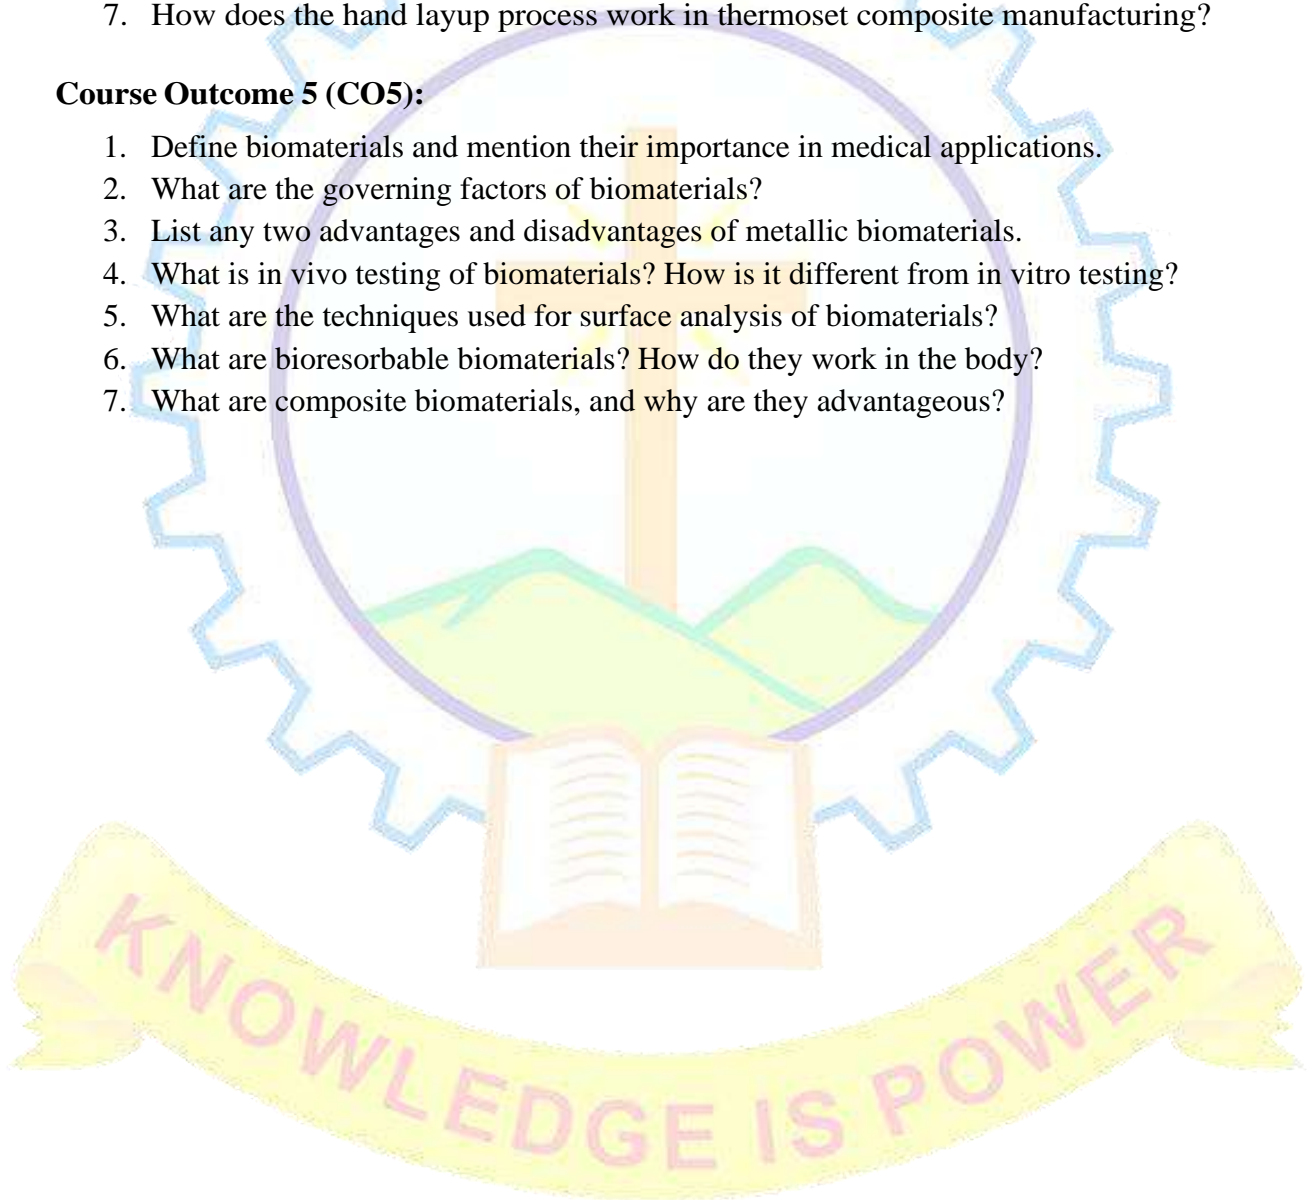 7. How does the hand layup process work in thermoset composite manufacturing?
Course Outcome 5 (CO5):
1. Define biomaterials and mention their importance in medical applications.
2. What are the governing factors of biomaterials?
3. List any two advantages and disadvantages of metallic biomaterials.
4. What is in vivo testing of biomaterials? How is it different from in vitro testing?
5. What are the techniques used for surface analysis of biomaterials?
6. What are bioresorbable biomaterials? How do they work in the body?
7. What are composite biomaterials, and why are they advantageous?
KNOWLEDGE IS POWER